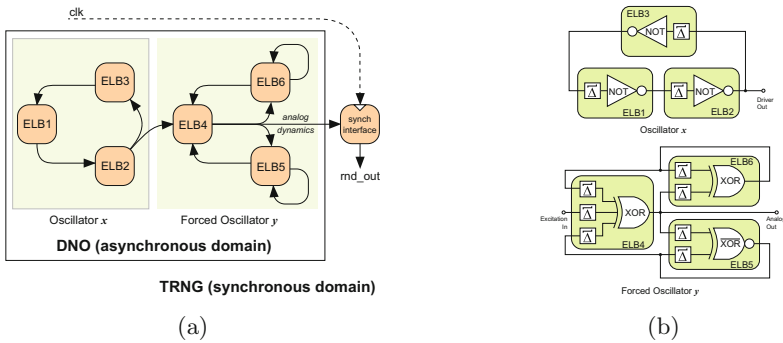 clk
ELB3
ELB1
ELB2
Oscillator x
ELB6
ELB4
analog
dynamics
ELB5
Forced Oscillator y
synch
interface
rnd_out
DNO (asynchronous domain)
TRNG (synchronous domain)
(a)
ELB3
NOT
NOT
NOT
ELB1
ELB2
Driver
Out
Oscillator x
ELB6
XOR
Excitation
In
XOR
ELB4
Analog
Out
XOR
ELB5
Forced Oscillator y
(b)